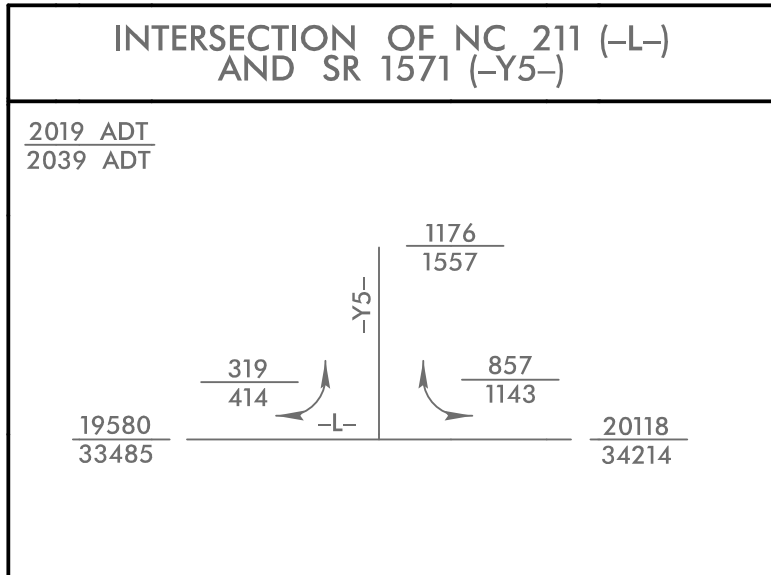 INTERSECTION OF NC 211 (–L–)
AND SR 1571 (–Y5–)
2019 ADT
2039 ADT
1176
1557
–Y5–
319
414
857
1143
–L–
19580
33485
20118
34214